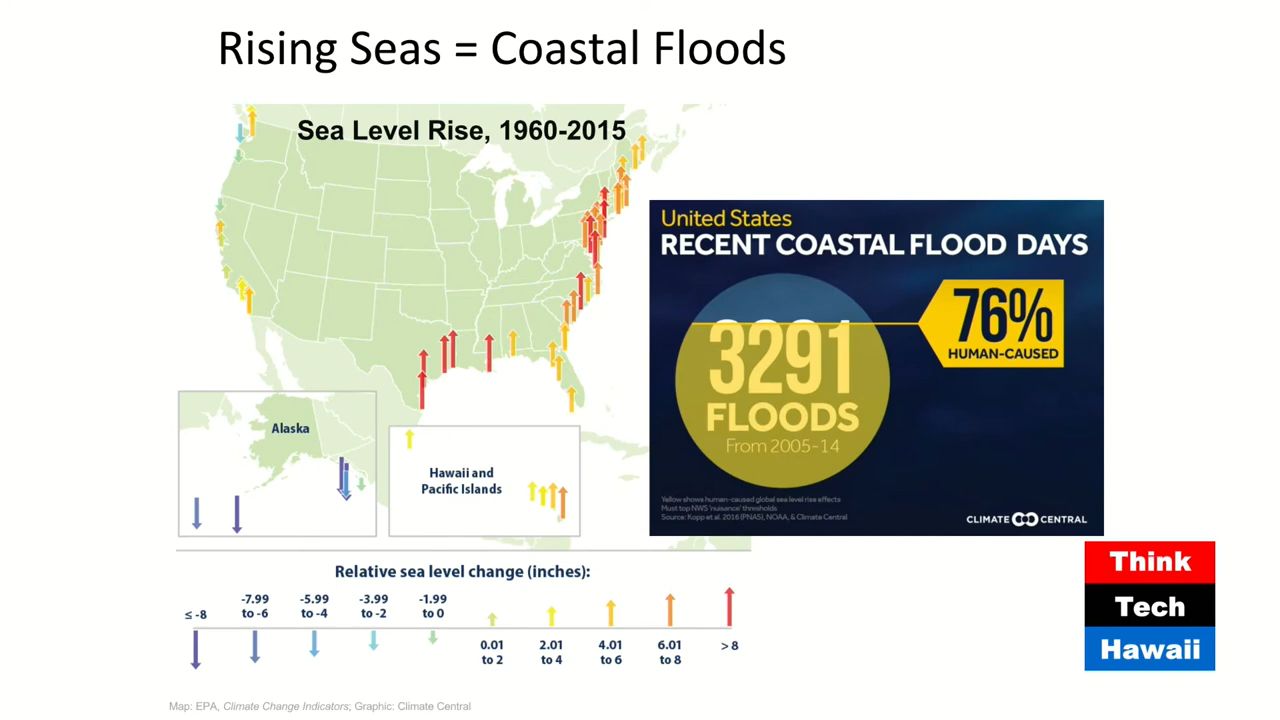 Rising Seas = Coastal Floods
Sea Level Rise, 1960-2015
United States
RECENT COASTAL FLOOD DAYS
76%
HUMAN-CAUSED
3291
FLOODS
From 2005-14
Yellow shows human-caused global sea level rise effects
Must top NWS 'nuisance' thresholds
Source: Kopp et al. 2016 (PNAS), NOAA, & Climate Central
CLIMATE CENTRAL
Alaska
Hawaii and
Pacific Islands
Relative sea level change (inches):
≤ -8
-7.99
to -6
-5.99
to -4
-3.99
to -2
-1.99
to 0
0.01
to 2
2.01
to 4
4.01
to 6
6.01
to 8
> 8
Think
Tech
Hawaii
Map: EPA, Climate Change Indicators; Graphic: Climate Central